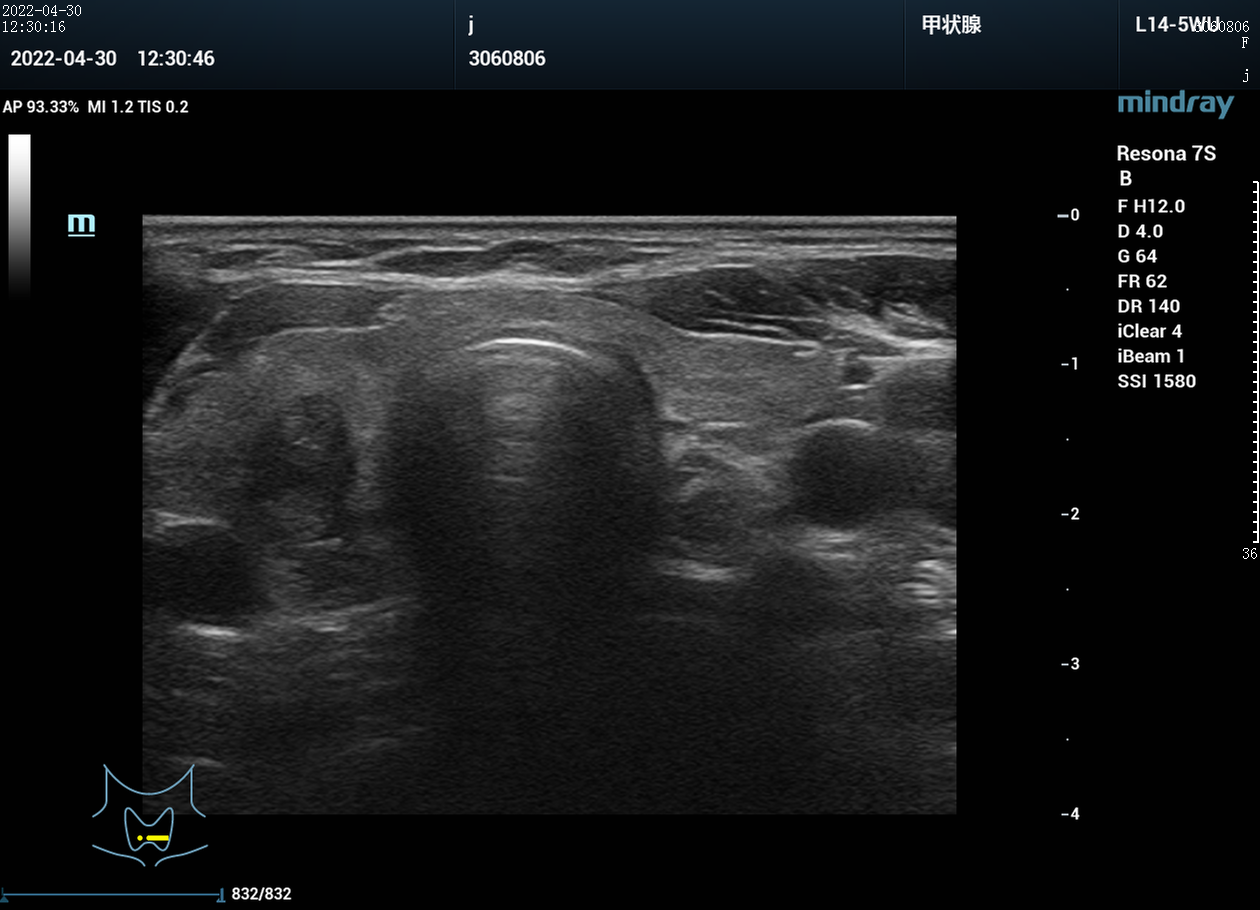 2022-04-30
12:30:16
2022-04-30 12:30:46
j
3060806
甲状腺
L14-5WU
3060806
F
j
AP 93.33% MI 1.2 TIS 0.2
mindray
Resona 7S
B
F H12.0
D 4.0
G 64
FR 62
DR 140
iClear 4
iBeam 1
SSI 1580
m
0
-1
-2
-3
-4
36
832/832